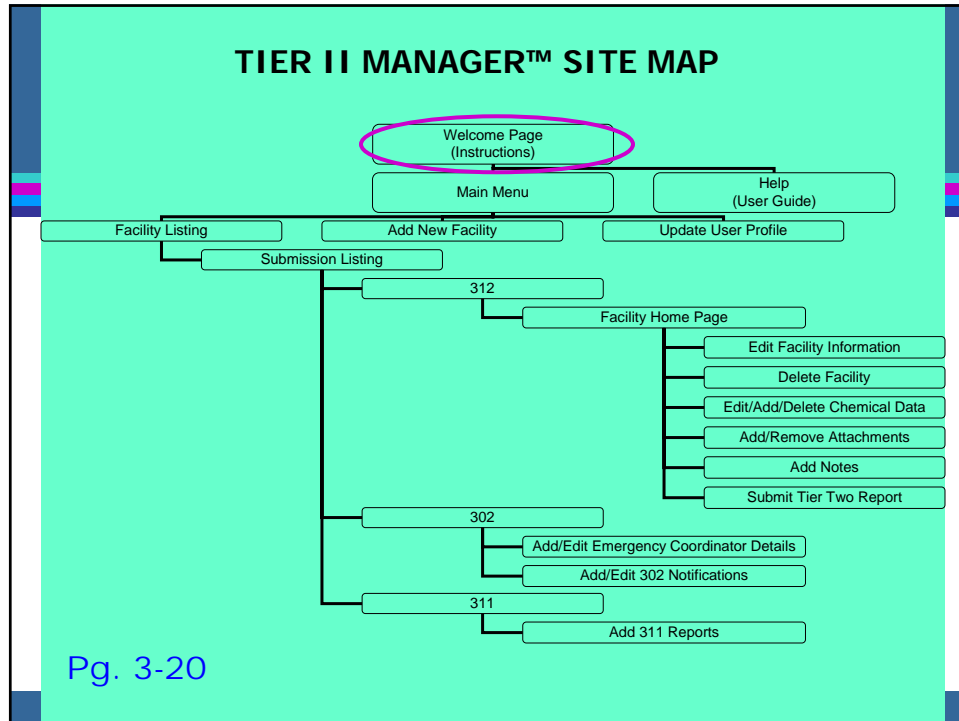 TIER II MANAGER™ SITE MAP
Welcome Page
(Instructions)
Main Menu
Help
(User Guide)
Facility Listing
Add New Facility
Update User Profile
Submission Listing
312
Facility Home Page
Edit Facility Information
Delete Facility
Edit/Add/Delete Chemical Data
Add/Remove Attachments
Add Notes
Submit Tier Two Report
302
Add/Edit Emergency Coordinator Details
Add/Edit 302 Notifications
311
Add 311 Reports
Pg. 3-20